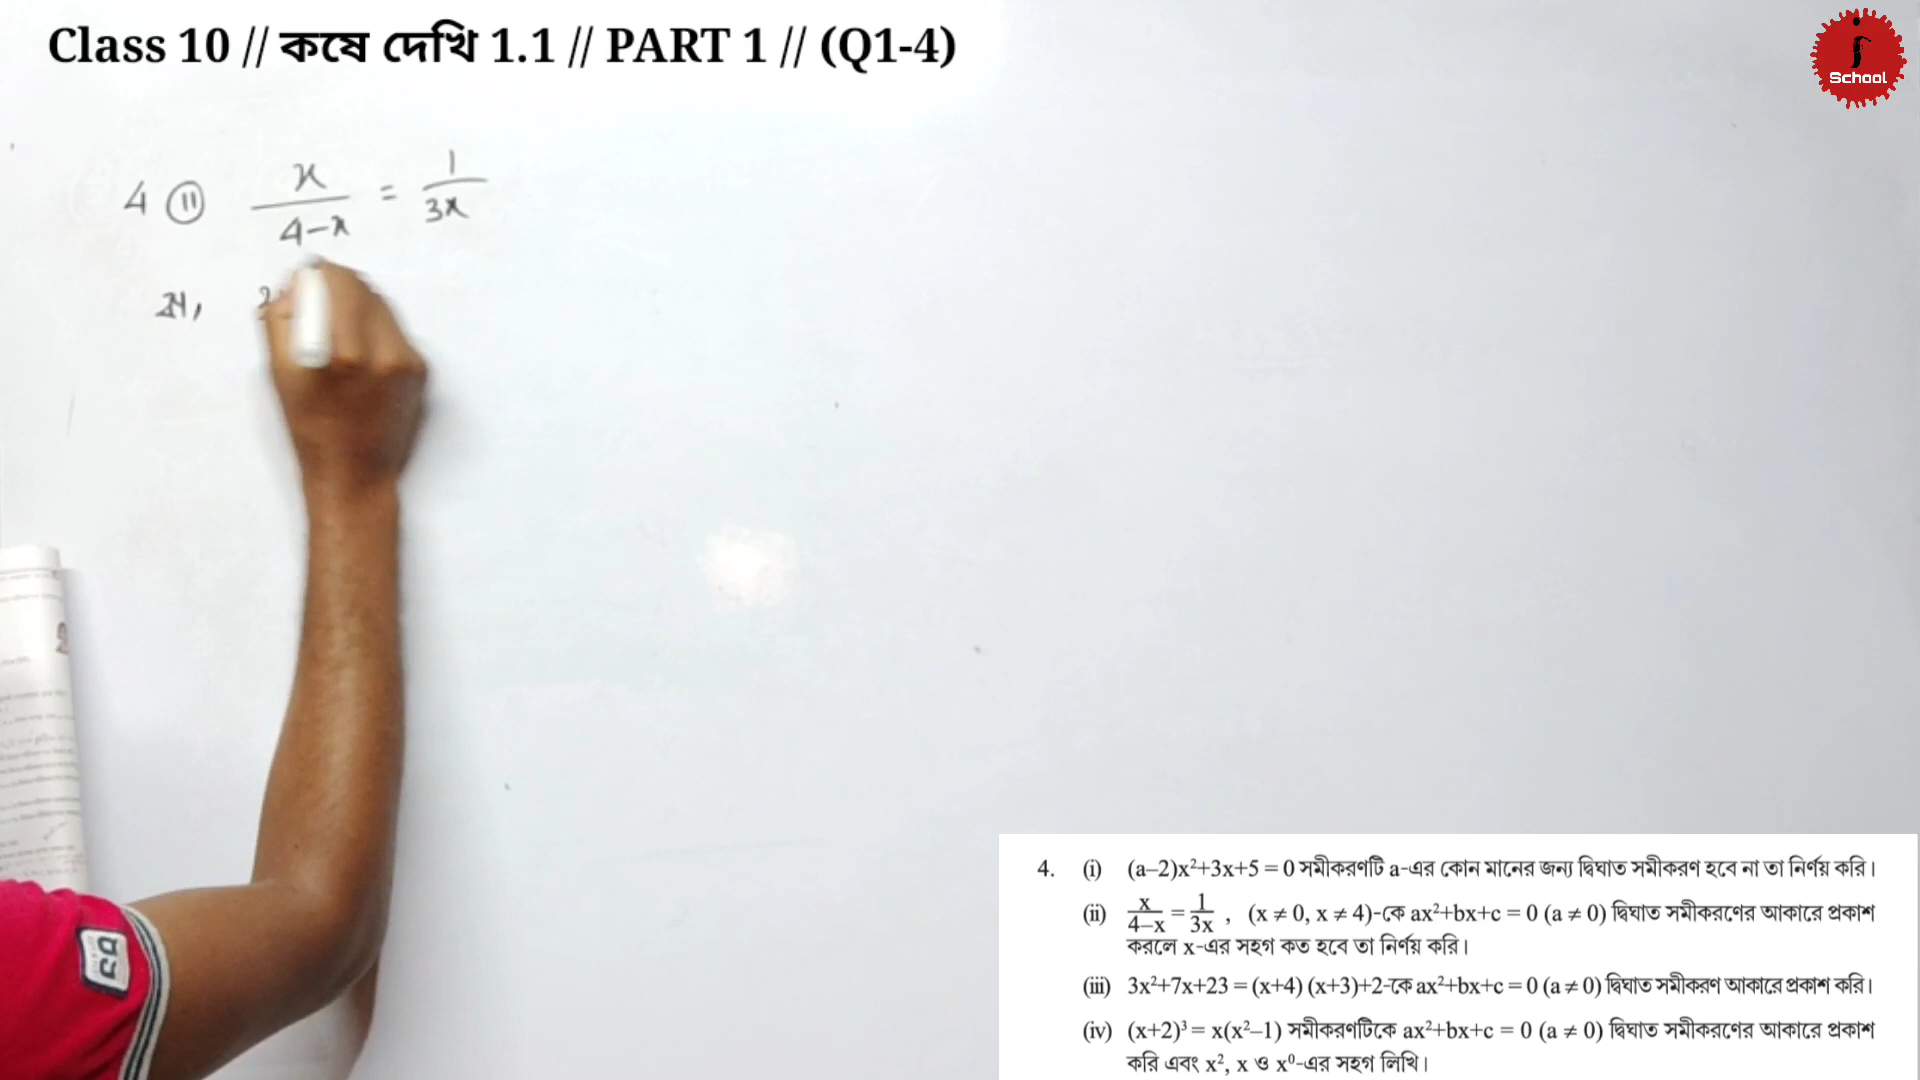 Class 10 // কষে দেখি 1.1 // PART 1 // (Q1-4)
School
4 (ii) x/(4-x) = 1/(3x)
বা,
4. (i) (a–2)x²+3x+5 = 0 সমীকরণটি a-এর কোন মানের জন্য দ্বিঘাত সমীকরণ হবে না তা নির্ণয় করি।
(ii) x/(4–x) = 1/(3x) , (x ≠ 0, x ≠ 4)-কে ax²+bx+c = 0 (a ≠ 0) দ্বিঘাত সমীকরণের আকারে প্রকাশ
করলে x-এর সহগ কত হবে তা নির্ণয় করি।
(iii) 3x²+7x+23 = (x+4) (x+3)+2-কে ax²+bx+c = 0 (a ≠ 0) দ্বিঘাত সমীকরণ আকারে প্রকাশ করি।
(iv) (x+2)³ = x(x²–1) সমীকরণটিকে ax²+bx+c = 0 (a ≠ 0) দ্বিঘাত সমীকরণের আকারে প্রকাশ
করি এবং x², x ও x⁰-এর সহগ লিখি।